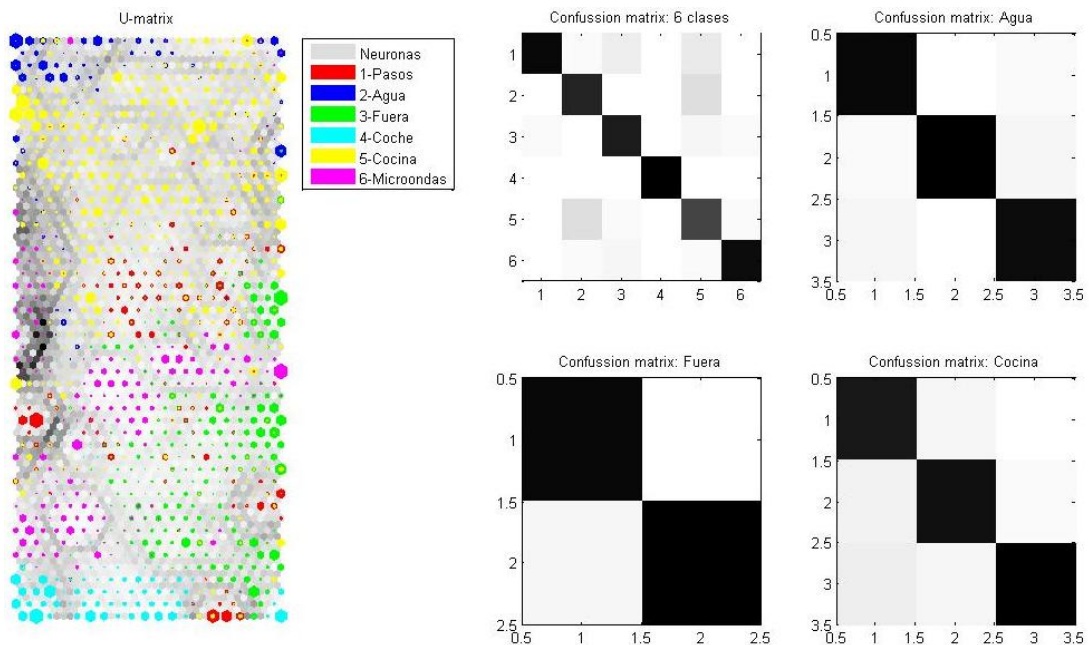 U-matrix
Neuronas
1-Pasos
2-Agua
3-Fuera
4-Coche
5-Cocina
6-Microondas
Confussion matrix: 6 clases
1
2
3
4
5
6
1 2 3 4 5 6
Confussion matrix: Agua
0.5
1
1.5
2
2.5
3
3.5
0.5 1 1.5 2 2.5 3 3.5
Confussion matrix: Fuera
0.5
1
1.5
2
2.5
0.5 1 1.5 2 2.5
Confussion matrix: Cocina
0.5
1
1.5
2
2.5
3
3.5
0.5 1 1.5 2 2.5 3 3.5